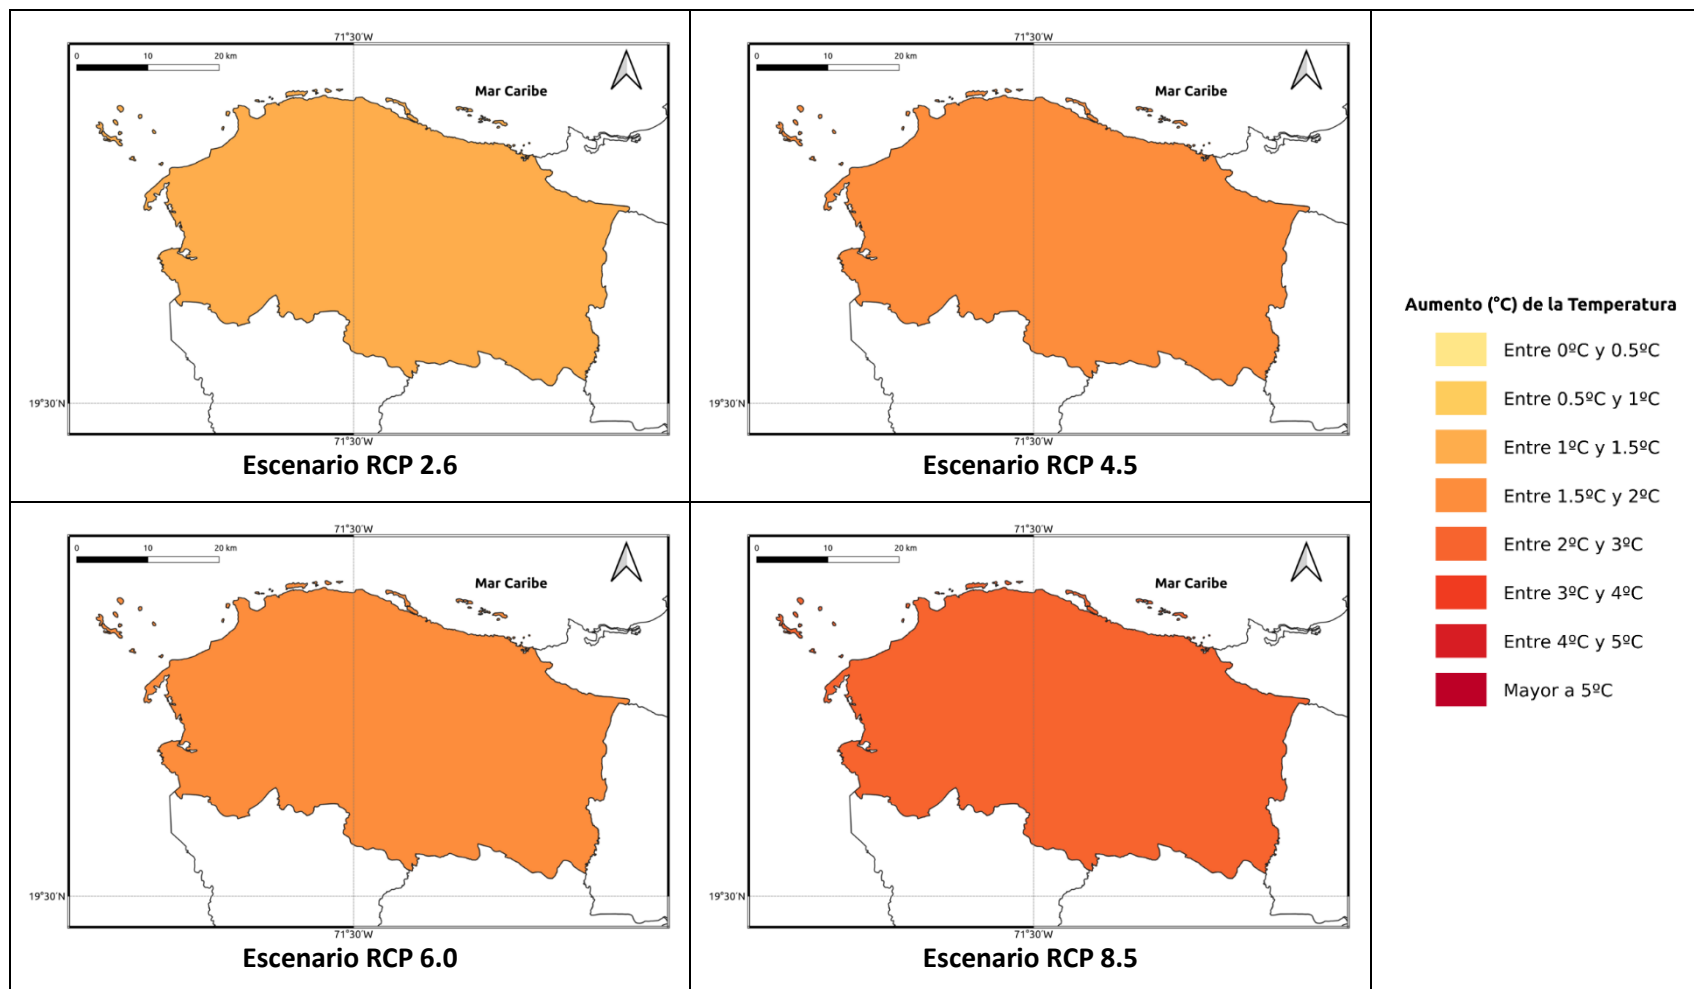 71°30'W
0 10 20 km
Mar Caribe
19°30'N
71°30'W
Escenario RCP 2.6
71°30'W
0 10 20 km
Mar Caribe
19°30'N
71°30'W
Escenario RCP 4.5
71°30'W
0 10 20 km
Mar Caribe
19°30'N
71°30'W
Escenario RCP 6.0
71°30'W
0 10 20 km
Mar Caribe
19°30'N
71°30'W
Escenario RCP 8.5
Aumento (°C) de la Temperatura
Entre 0ºC y 0.5ºC
Entre 0.5ºC y 1ºC
Entre 1ºC y 1.5ºC
Entre 1.5ºC y 2ºC
Entre 2ºC y 3ºC
Entre 3ºC y 4ºC
Entre 4ºC y 5ºC
Mayor a 5ºC